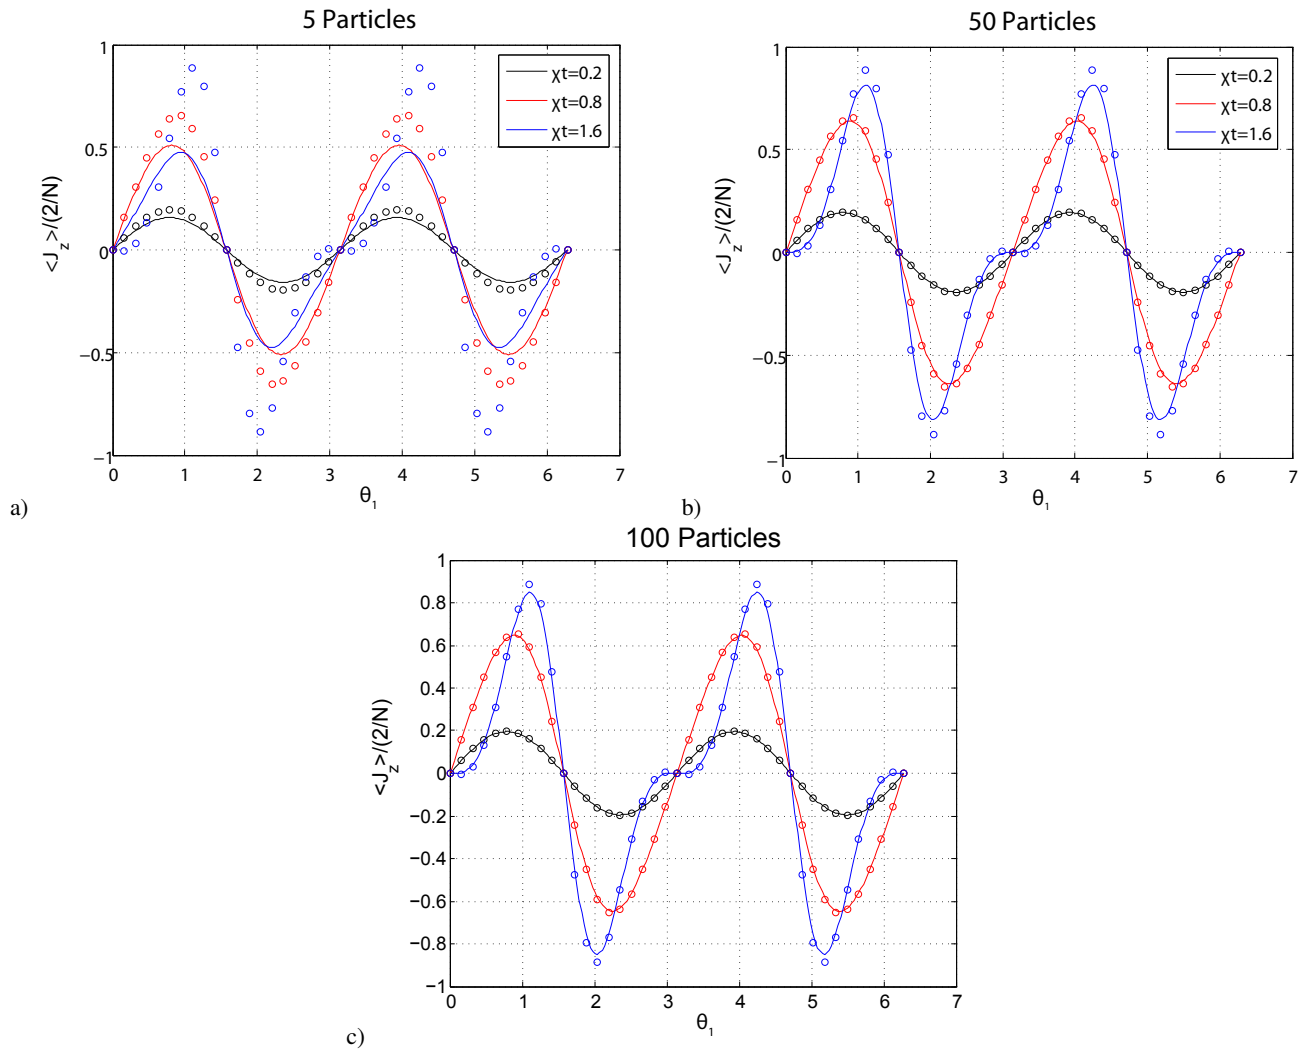 5 Particles
1
0.5
0
−0.5
−1
0 1 2 3 4 5 6 7
<J_z>/(2/N)
θ₁
χt=0.2
χt=0.8
χt=1.6
a)
50 Particles
1
0.5
0
−0.5
−1
0 1 2 3 4 5 6 7
<J_z>/(2/N)
θ₁
χt=0.2
χt=0.8
χt=1.6
b)
100 Particles
1
0.8
0.6
0.4
0.2
0
−0.2
−0.4
−0.6
−0.8
−1
0 1 2 3 4 5 6 7
<J_z>/(2/N)
θ₁
c)